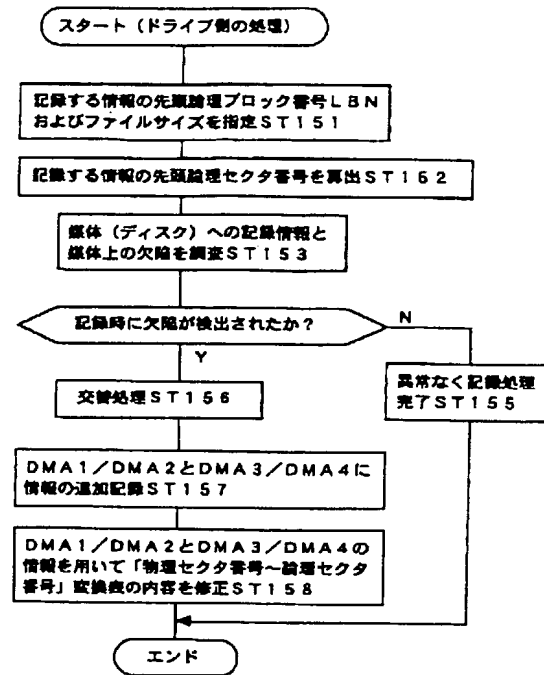 スタート（ドライブ側の処理）
記録する情報の先頭論理ブロック番号LBN
およびファイルサイズを指定ST151
記録する情報の先頭論理セクタ番号を算出ST152
媒体（ディスク）への記録情報と
媒体上の欠陥を調査ST153
記録時に欠陥が検出されたか？
N
Y
異常なく記録処理
完了ST155
交替処理ST156
DMA1／DMA2とDMA3／DMA4に
情報の追加記録ST157
DMA1／DMA2とDMA3／DMA4の
情報を用いて「物理セクタ番号～論理セクタ
番号」変換表の内容を修正ST158
エンド